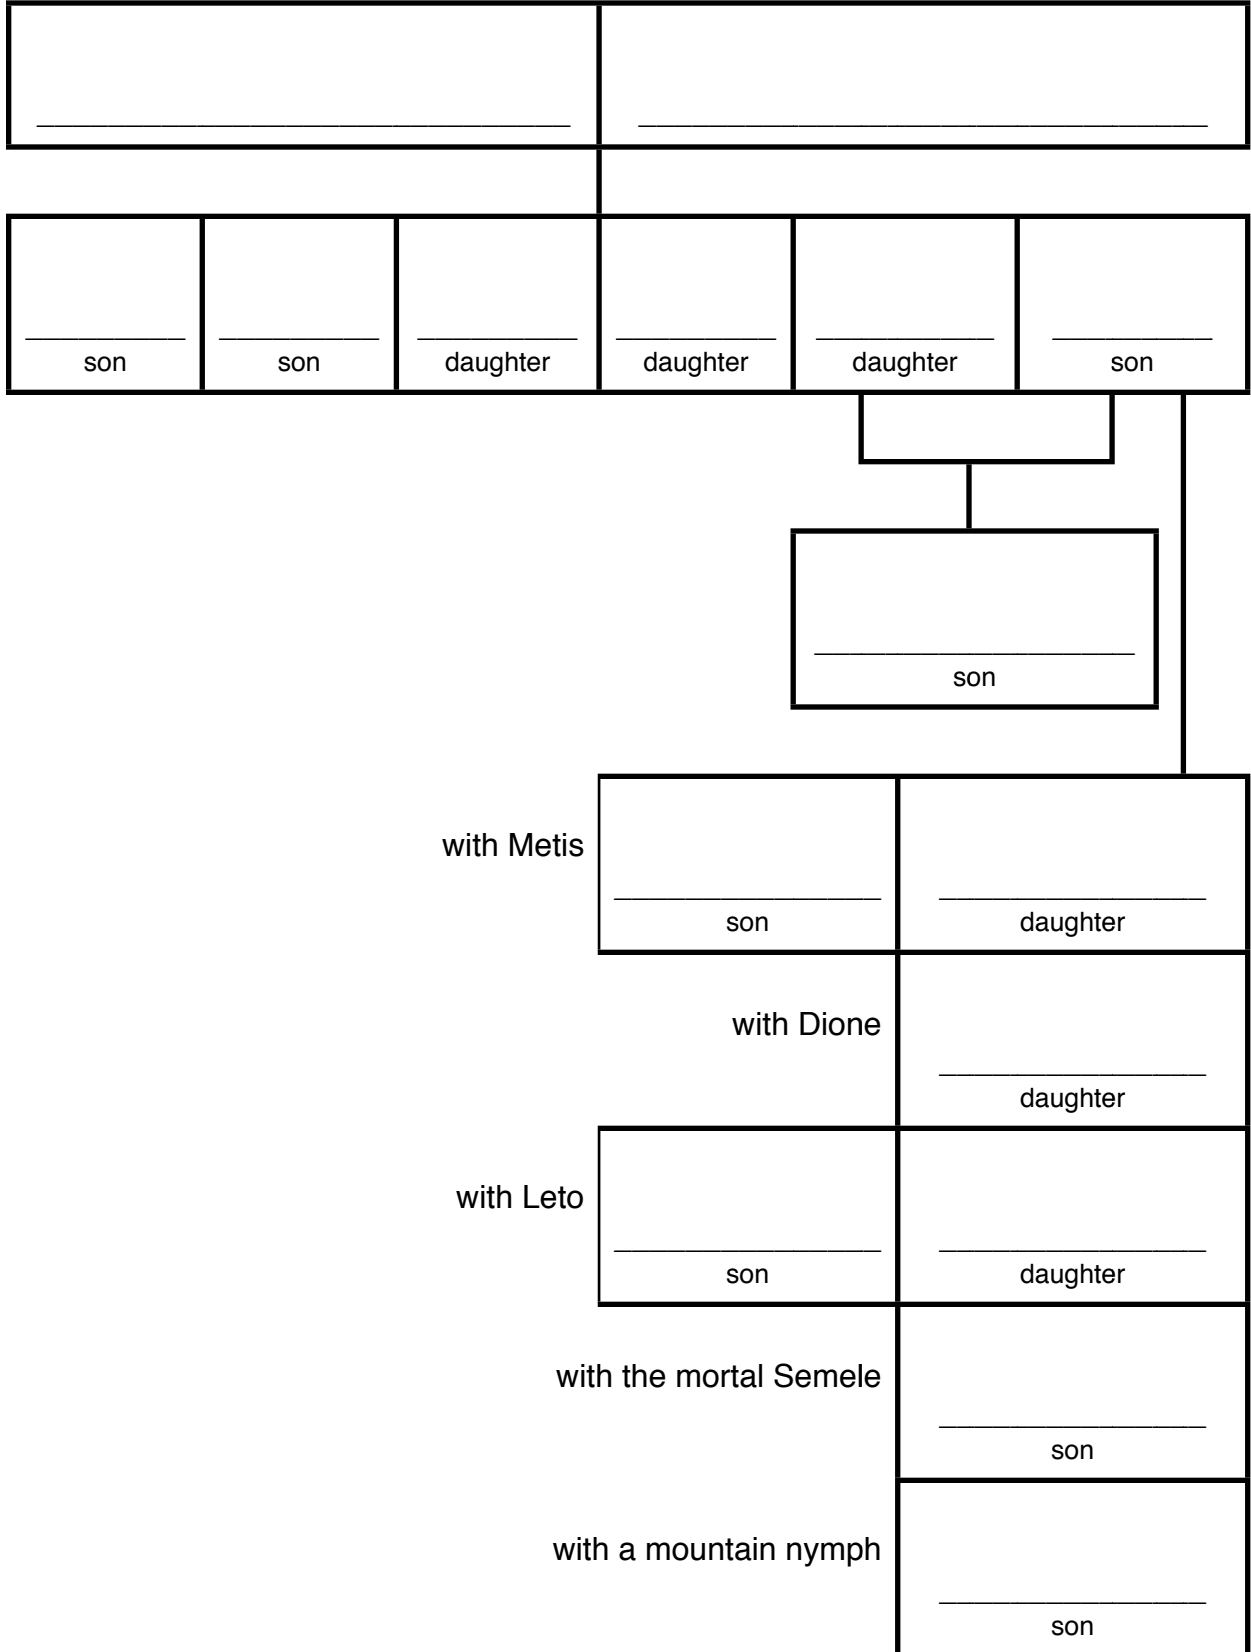 son son daughter daughter daughter son
son
with Metis
son daughter
with Dione
daughter
with Leto
son daughter
with the mortal Semele
son
with a mountain nymph
son